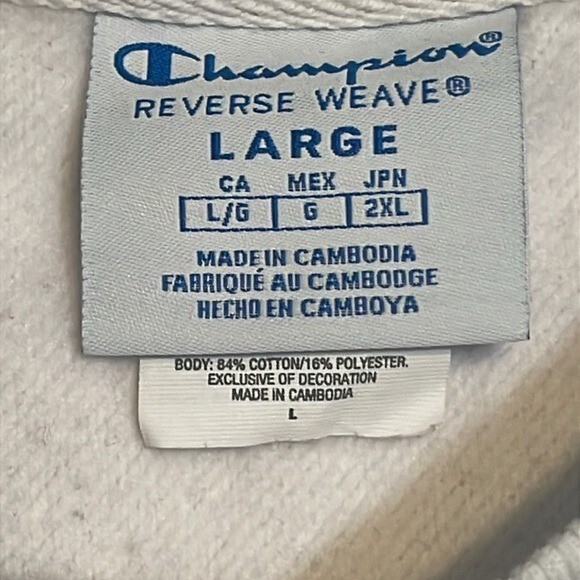 Champion®
REVERSE WEAVE®
LARGE
CA MEX JPN
L/G G 2XL
MADE IN CAMBODIA
FABRIQUÉ AU CAMBODGE
HECHO EN CAMBOYA
BODY: 84% COTTON/16% POLYESTER.
EXCLUSIVE OF DECORATION
MADE IN CAMBODIA
L